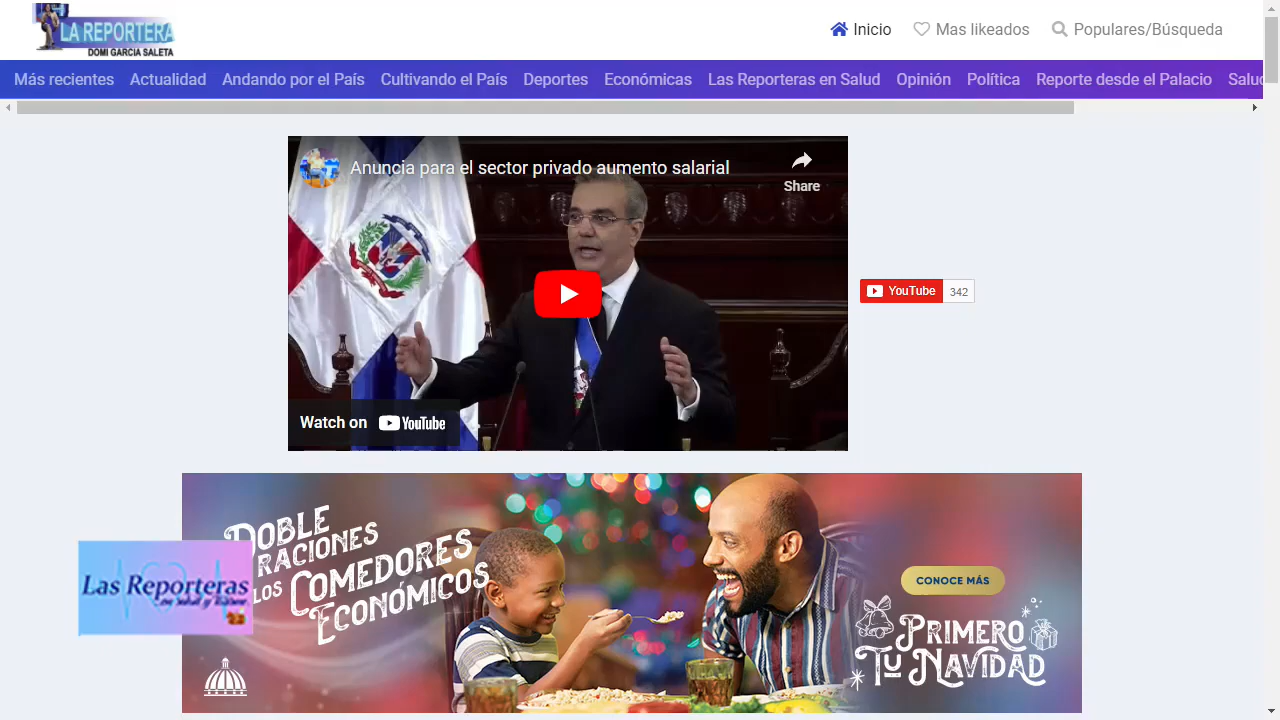 LA REPORTERA
DOMI GARCIA SALETA
Inicio
Mas likeados
Populares/Búsqueda
Más recientes
Actualidad
Andando por el País
Cultivando el País
Deportes
Económicas
Las Reporteras en Salud
Opinión
Política
Reporte desde el Palacio
Anuncia para el sector privado aumento salarial
Share
YouTube
342
Watch on
YouTube
DOBLE
RACIONES
LOS COMEDORES
ECONÓMICOS
Las Reporteras
CONOCE MÁS
PRIMERO
TU NAVIDAD